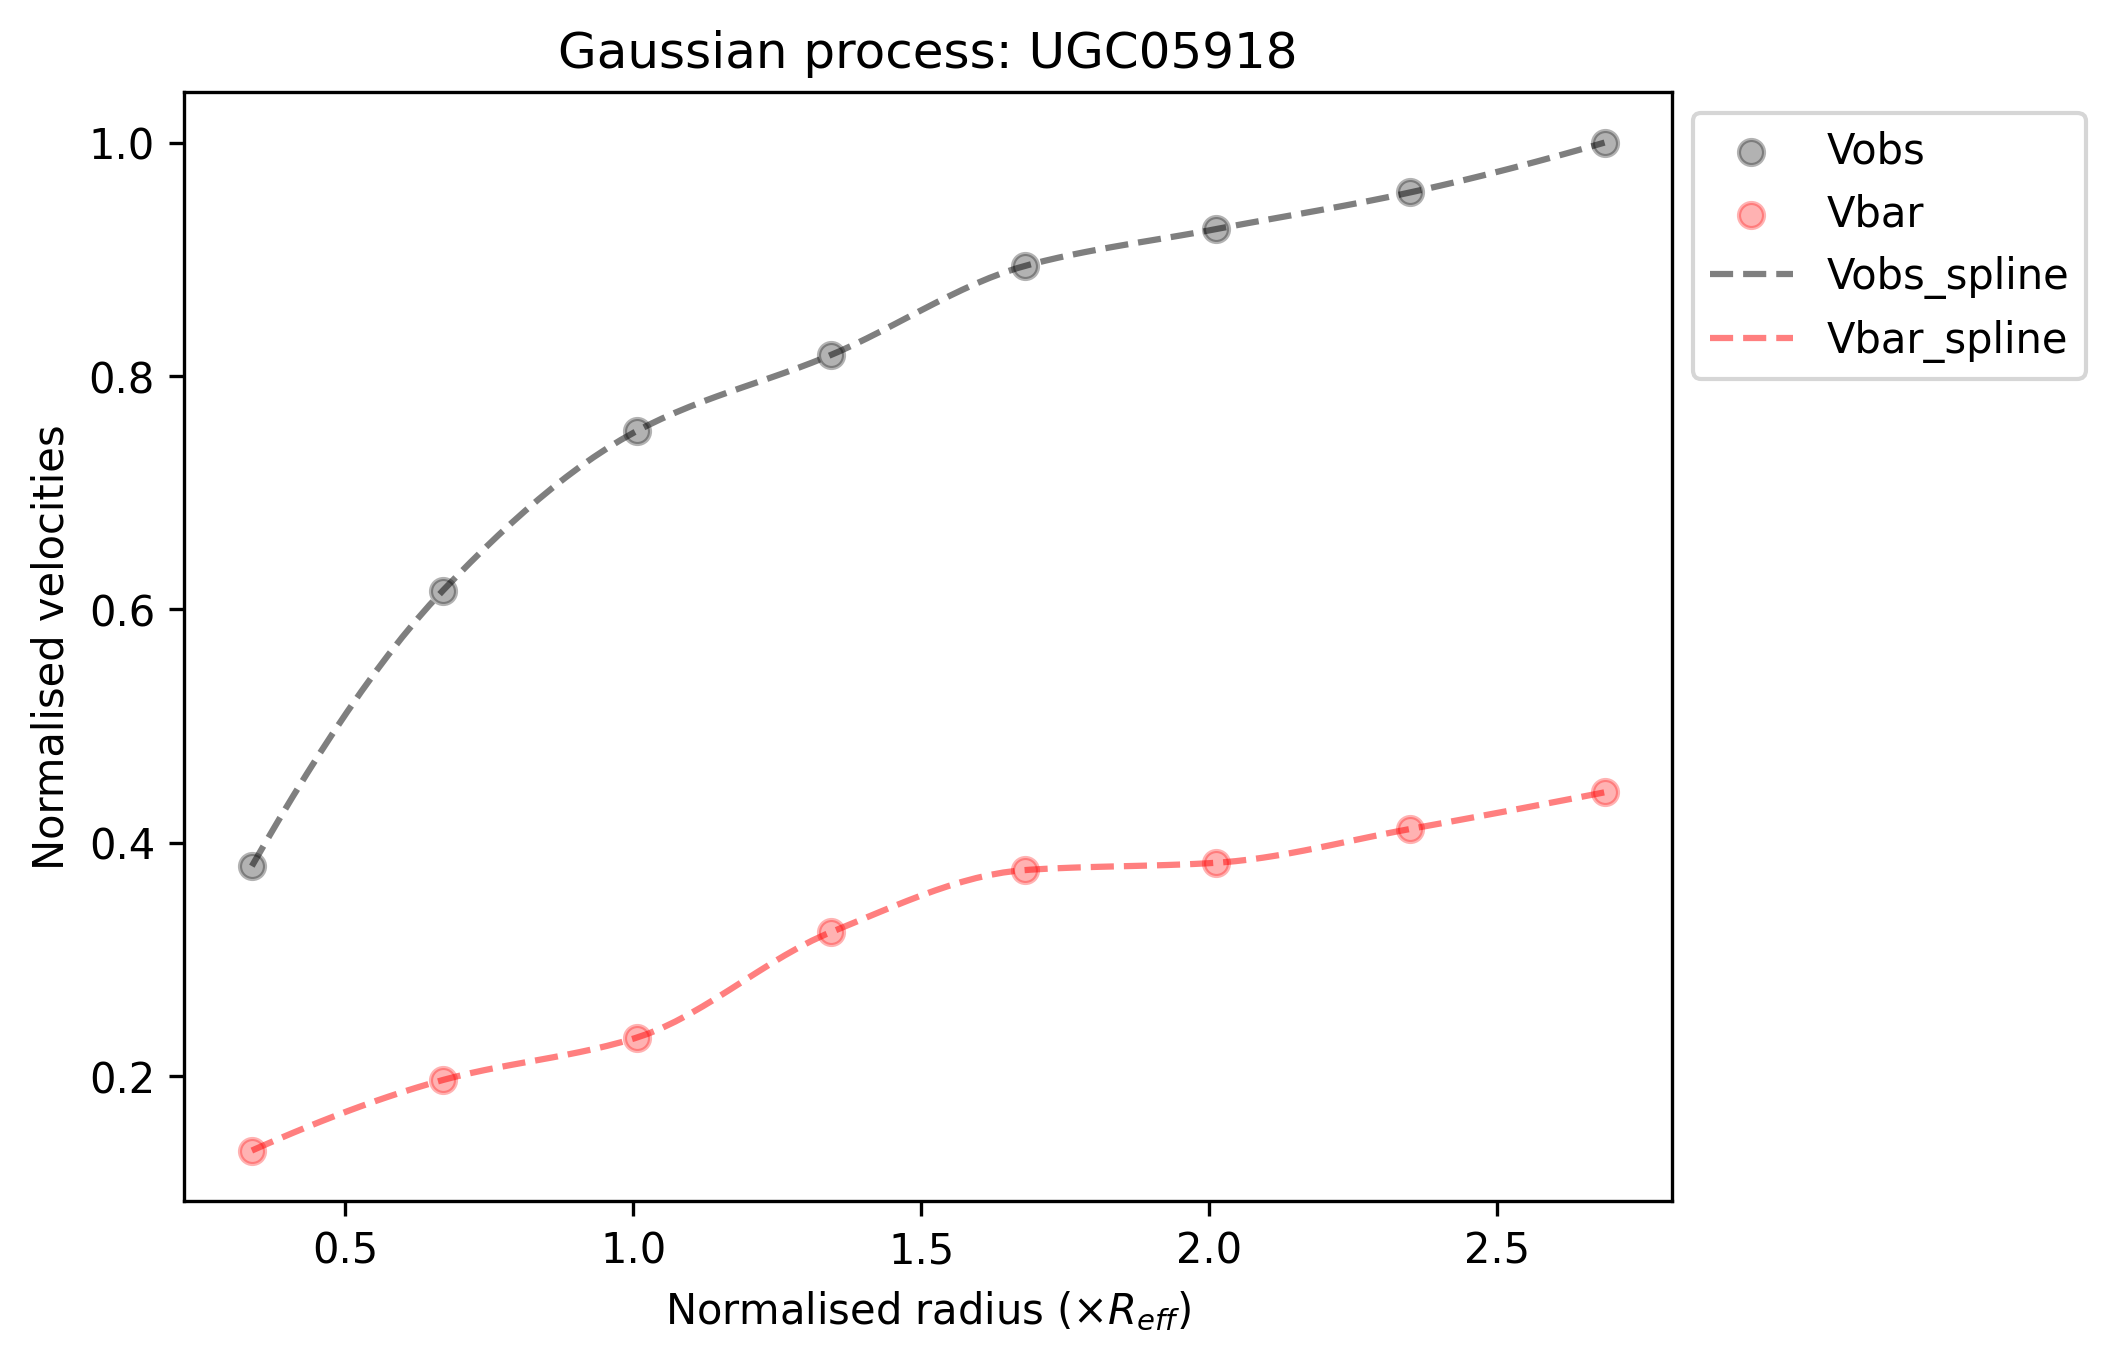 Gaussian process: UGC05918
Normalised velocities
1.0
0.8
0.6
0.4
0.2
0.5 1.0 1.5 2.0 2.5
Normalised radius (×R_eff)
Vobs
Vbar
Vobs_spline
Vbar_spline